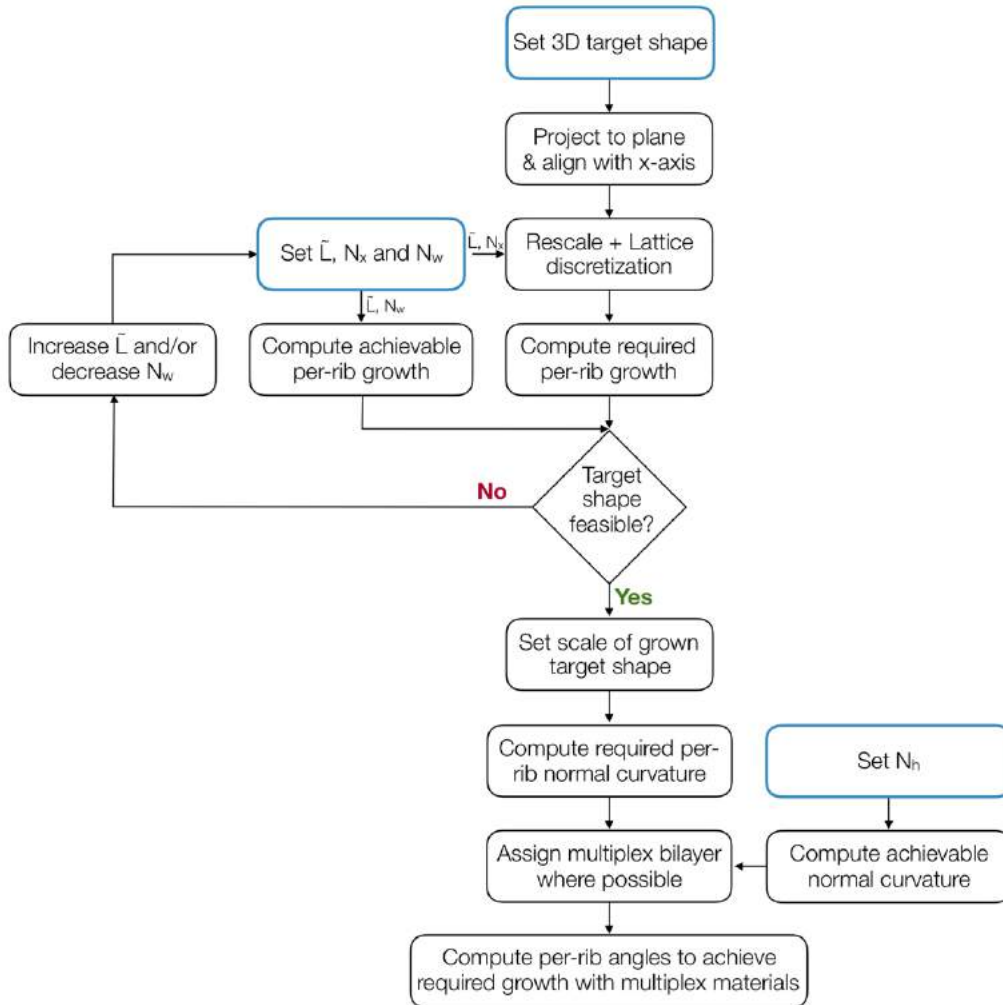 Set 3D target shape
Project to plane
& align with x-axis
Set L̃, Nₓ and N_w
L̃, Nₓ
Rescale + Lattice
discretization
L̃, N_w
Increase L̃ and/or
decrease N_w
Compute achievable
per-rib growth
Compute required
per-rib growth
Target
shape
feasible?
No
Yes
Set scale of grown
target shape
Compute required per-
rib normal curvature
Set Nₕ
Assign multiplex bilayer
where possible
Compute achievable
normal curvature
Compute per-rib angles to achieve
required growth with multiplex materials